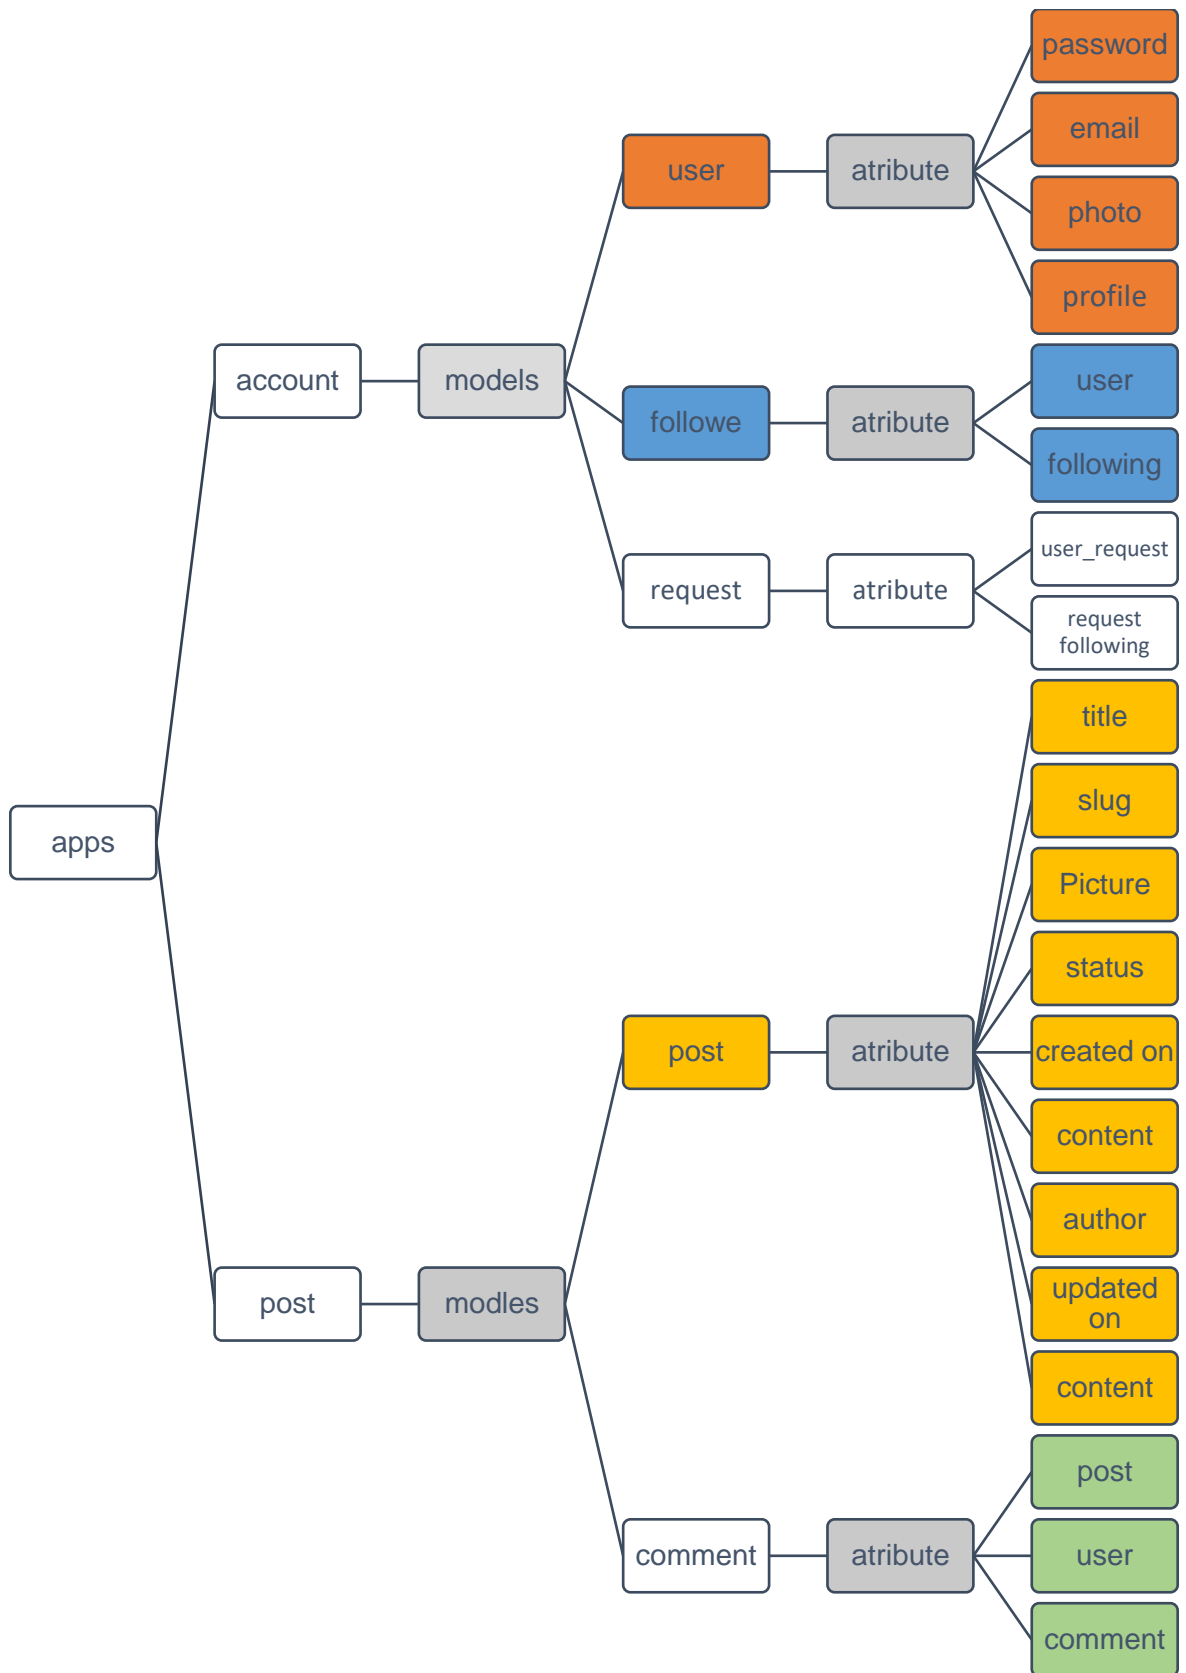 password
email
user
atribute
photo
profile
account
models
user
followe
atribute
following
user_request
request
atribute
request
following
title
slug
apps
Picture
status
post
atribute
created on
content
author
post
modles
updated
on
content
post
comment
atribute
user
comment